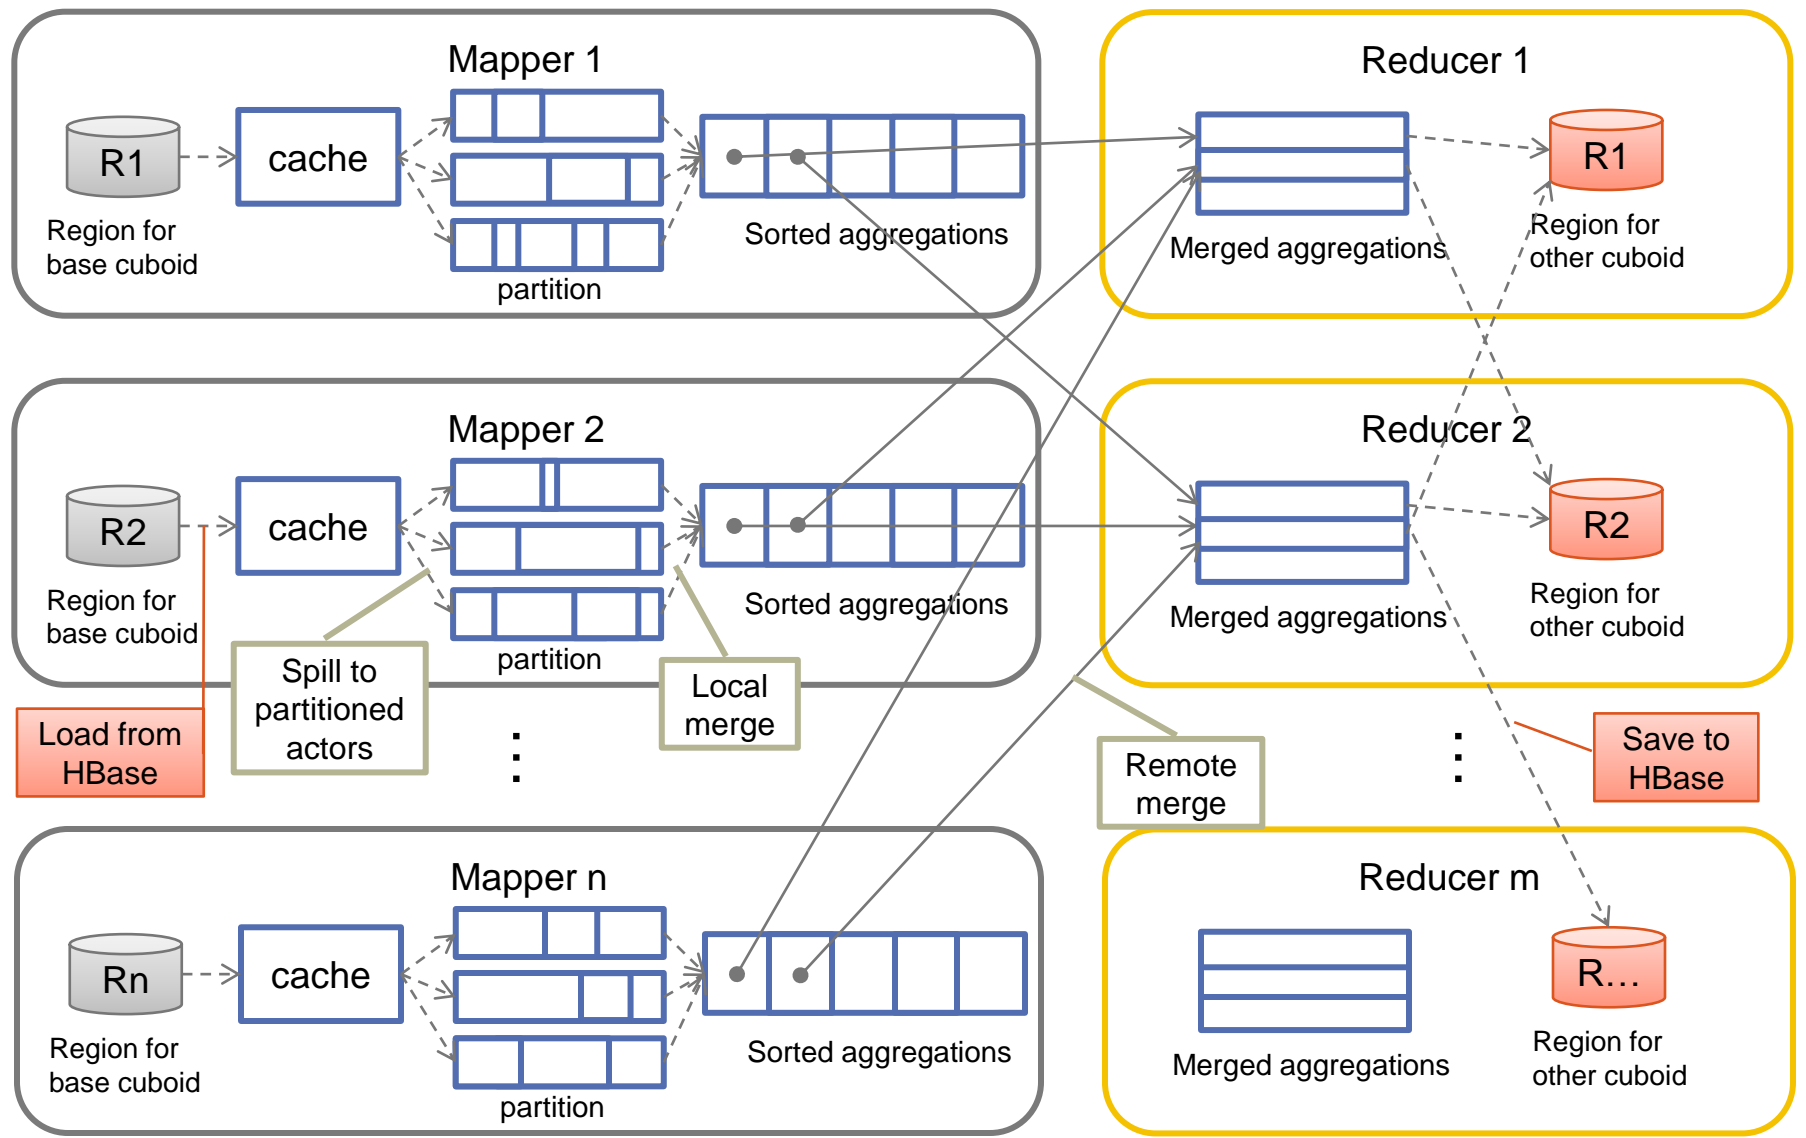 Mapper 1
R1
cache
Region for
base cuboid
partition
Sorted aggregations
Reducer 1
R1
Merged aggregations
Region for
other cuboid
Mapper 2
R2
cache
Region for
base cuboid
partition
Sorted aggregations
Reducer 2
R2
Merged aggregations
Region for
other cuboid
Load from
HBase
Spill to
partitioned
actors
Local
merge
⋮
Remote
merge
⋮
Save to
HBase
Mapper n
Rn
cache
Region for
base cuboid
partition
Sorted aggregations
Reducer m
R...
Merged aggregations
Region for
other cuboid